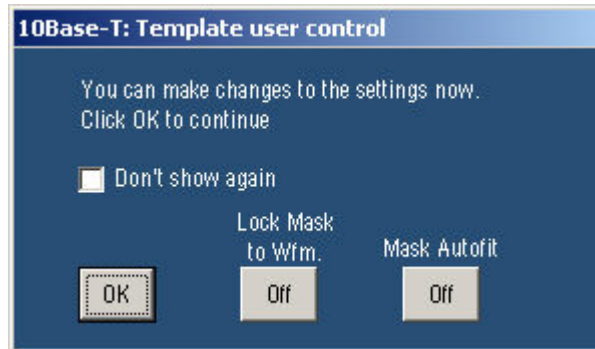 10Base-T: Template user control
You can make changes to the settings now.
Click OK to continue
Don't show again
Lock Mask
to Wfm.
Mask Autofit
OK
Off
Off